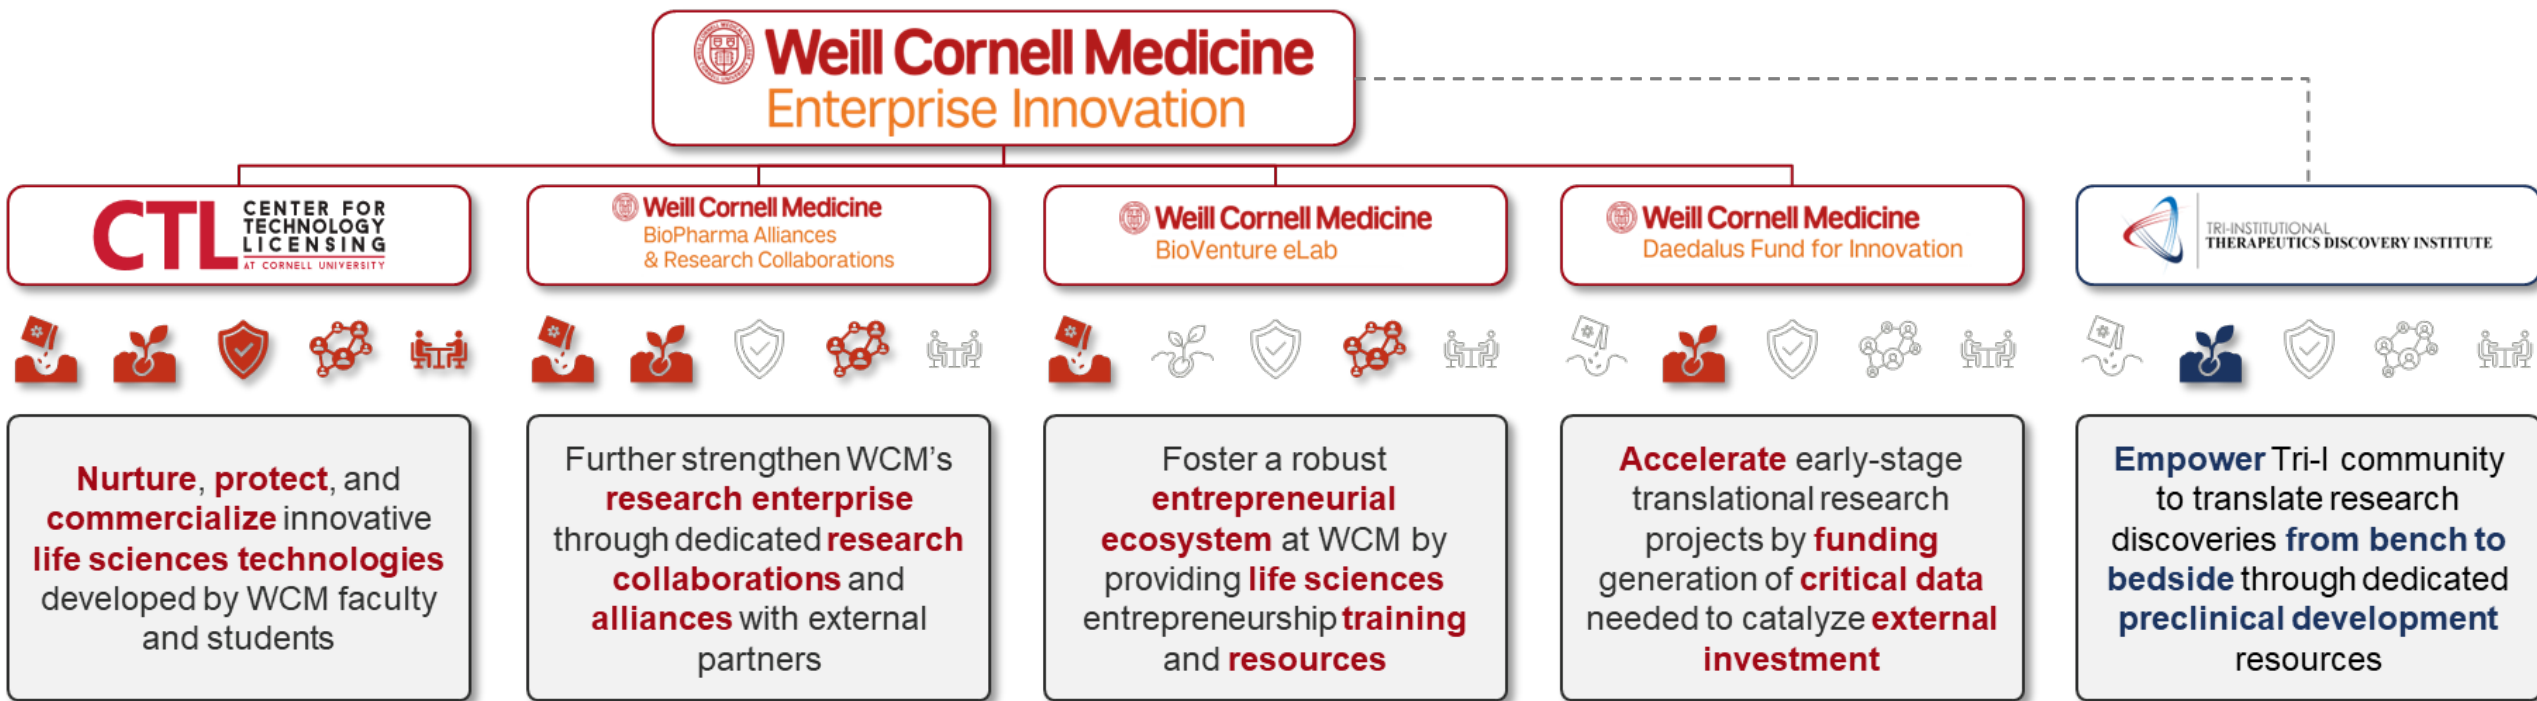 Weill Cornell Medicine
Enterprise Innovation
CTL
CENTER FOR
TECHNOLOGY
LICENSING
AT CORNELL UNIVERSITY
Weill Cornell Medicine
BioPharma Alliances
& Research Collaborations
Weill Cornell Medicine
BioVenture eLab
Weill Cornell Medicine
Daedalus Fund for Innovation
TRI-INSTITUTIONAL
THERAPEUTICS DISCOVERY INSTITUTE
Nurture, protect, and
commercialize innovative
life sciences technologies
developed by WCM faculty
and students
Further strengthen WCM's
research enterprise
through dedicated research
collaborations and
alliances with external
partners
Foster a robust
entrepreneurial
ecosystem at WCM by
providing life sciences
entrepreneurship training
and resources
Accelerate early-stage
translational research
projects by funding
generation of critical data
needed to catalyze external
investment
Empower Tri-I community
to translate research
discoveries from bench to
bedside through dedicated
preclinical development
resources